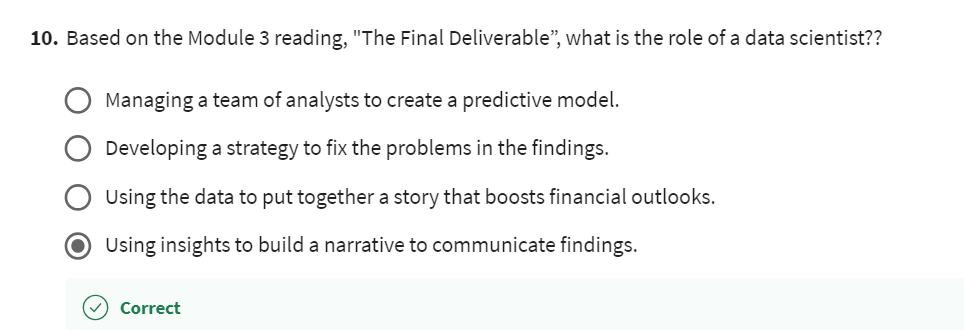 10. Based on the Module 3 reading, "The Final Deliverable”, what is the role of a data scientist??
Managing a team of analysts to create a predictive model.
Developing a strategy to fix the problems in the findings.
Using the data to put together a story that boosts financial outlooks.
Using insights to build a narrative to communicate findings.
Correct